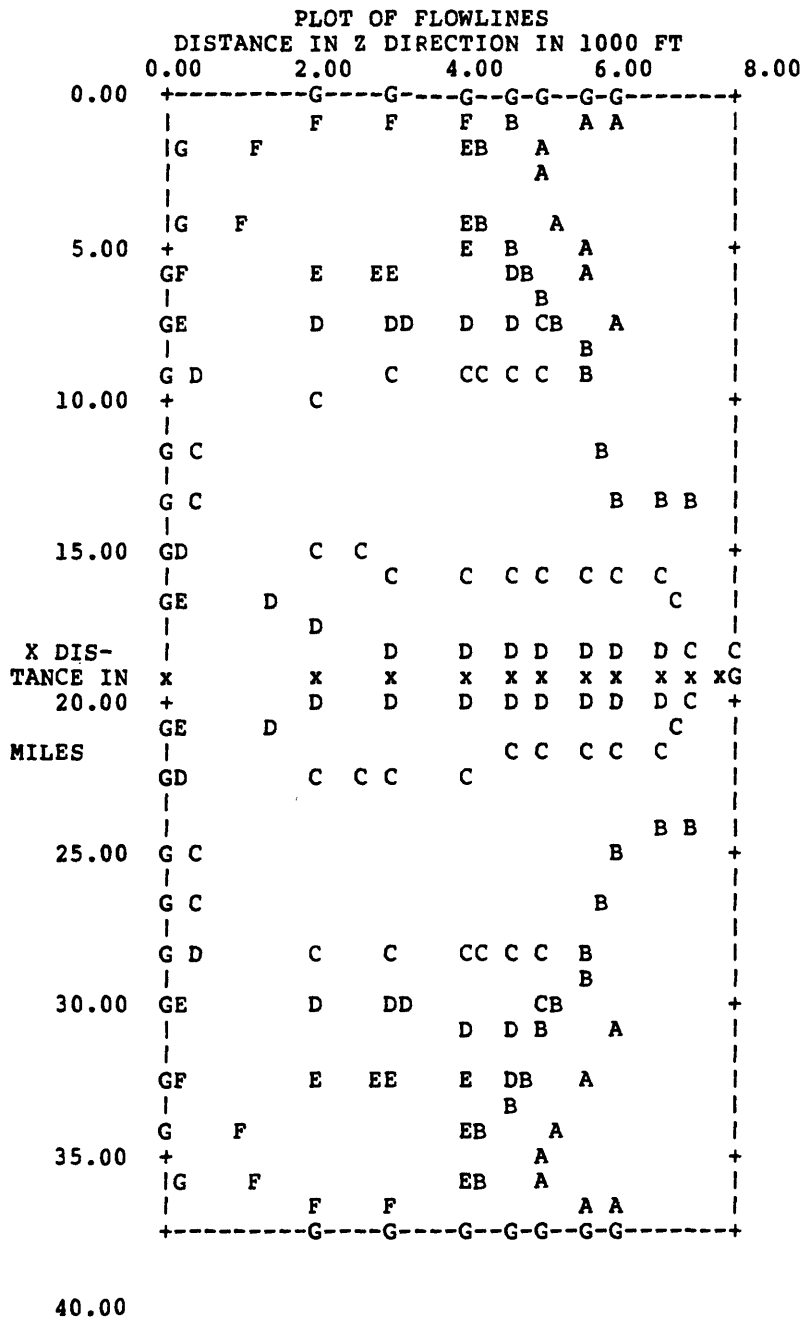 PLOT OF FLOWLINES
           DISTANCE IN Z DIRECTION IN 1000 FT
         0.00      2.00      4.00      6.00      8.00
    0.00   +---------G----G----G--G-G--G-G-------+
           |         F    F    F  B    A A       |
           |G    F             EB   A            |
           |                        A            |
           |                                     |
           |G   F              EB    A           |
    5.00   +                   E  B    A         +
           GF        E   EE       DB   A         |
           |                        B            |
           GE        D    DD   D  D CB   A       |
           |                           B         |
           G D            C    CC C C  B         |
   10.00   +         C                           +
           |                                     |
           G C                          B        |
           |                                     |
           G C                           B  B B  |
           |                                     |
   15.00   GD        C  C                        +
           |              C    C  C C  C C  C    |
           GE     D                          C   |
           |         D                           |
 X DIS-    |              D    D  D D  D D  D C  C
TANCE IN   x         x    x    x  x x  x x  x x xG
   20.00   +         D    D    D  D D  D D  D C  +
           GE     D                          C   |
MILES      |                      C C  C C  C    |
           GD        C  C C    C                 |
           |                                     |
           |                                B B  |
   25.00   G C                           B       +
           |                                     |
           G C                          B        |
           |                                     |
           G D       C    C    CC C C  B         |
           |                           B         |
   30.00   GE        D    DD        CB           +
           |                   D  D B    A       |
           |                                     |
           GF        E   EE    E  DB   A         |
           |                      B              |
           G    F              EB    A           |
   35.00   +                        A            +
           |G    F             EB   A            |
           |         F    F            A A       |
           +---------G----G----G--G-G--G-G-------+
   40.00